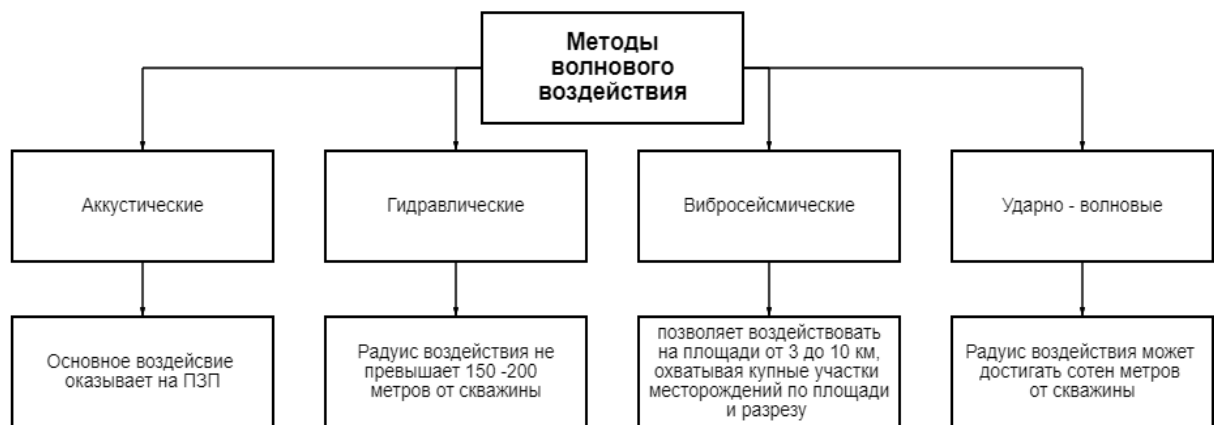 Методы
волнового
воздействия
Аккустические
Гидравлические
Вибросейсмические
Ударно - волновые
Основное воздейсвие
оказывает на ПЗП
Радуис воздействия не
превышает 150 -200
метров от скважины
позволяет воздействовать
на площади от 3 до 10 км,
охватывая купные участки
месторождений по площади
и разрезу
Радуис воздействия может
достигать сотен метров
от скважины